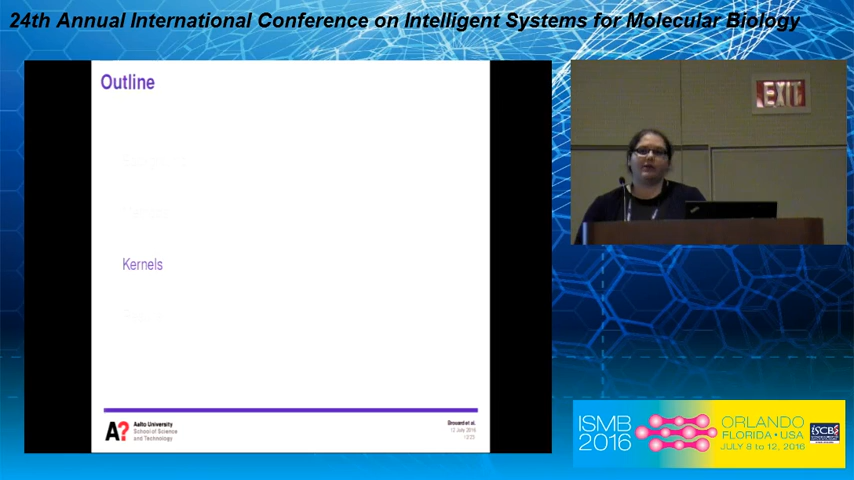 24th Annual International Conference on Intelligent Systems for Molecular Biology
Outline
Kernels
A?
Aalto University
School of Science
and Technology
Brouard et al.
12 July 2016
EXIT
ISMB
2016
ORLANDO
FLORIDA • USA
JULY 8 to 12, 2016
ISCB